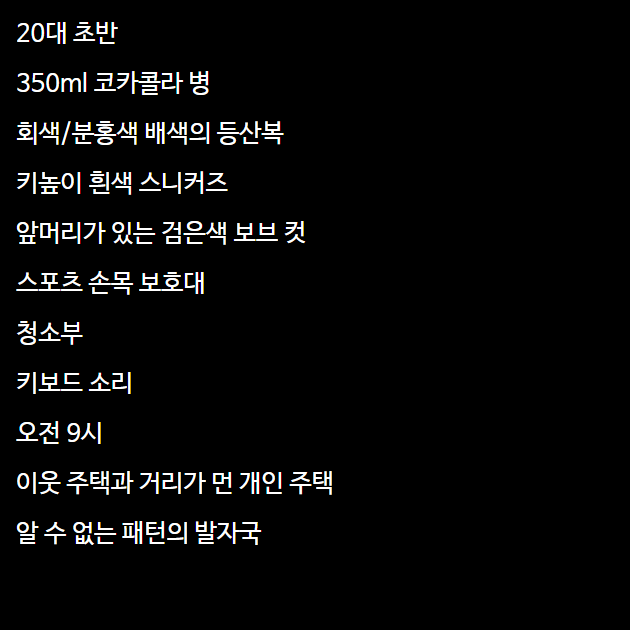 20대 초반
350ml 코카콜라 병
회색/분홍색 배색의 등산복
키높이 흰색 스니커즈
앞머리가 있는 검은색 보브 컷
스포츠 손목 보호대
청소부
키보드 소리
오전 9시
이웃 주택과 거리가 먼 개인 주택
알 수 없는 패턴의 발자국